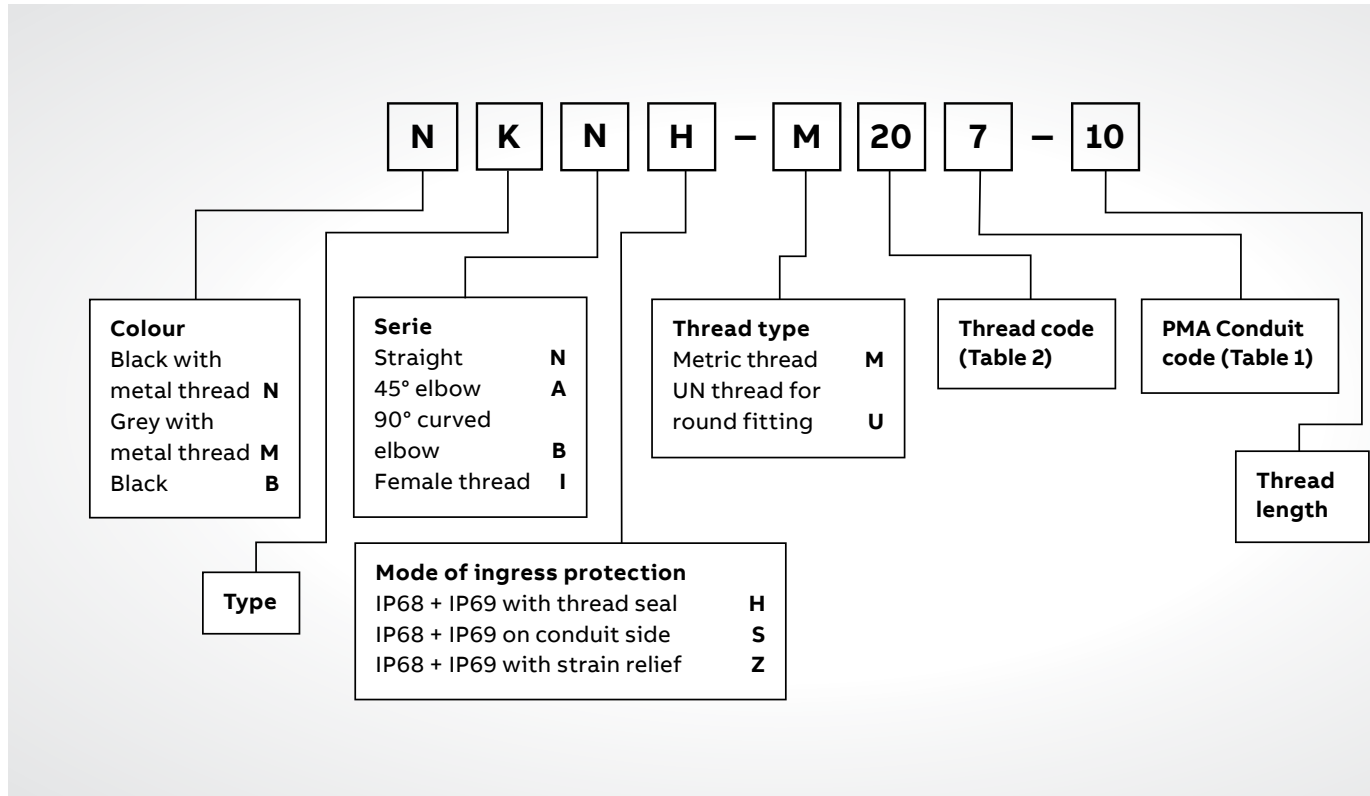 N K N H – M 20 7 – 10
Colour
Black with
metal thread N
Grey with
metal thread M
Black B
Serie
Straight N
45° elbow A
90° curved
elbow B
Female thread I
Thread type
Metric thread M
UN thread for
round fitting U
Thread code
(Table 2)
PMA Conduit
code (Table 1)
Thread
length
Type
Mode of ingress protection
IP68 + IP69 with thread seal H
IP68 + IP69 on conduit side S
IP68 + IP69 with strain relief Z